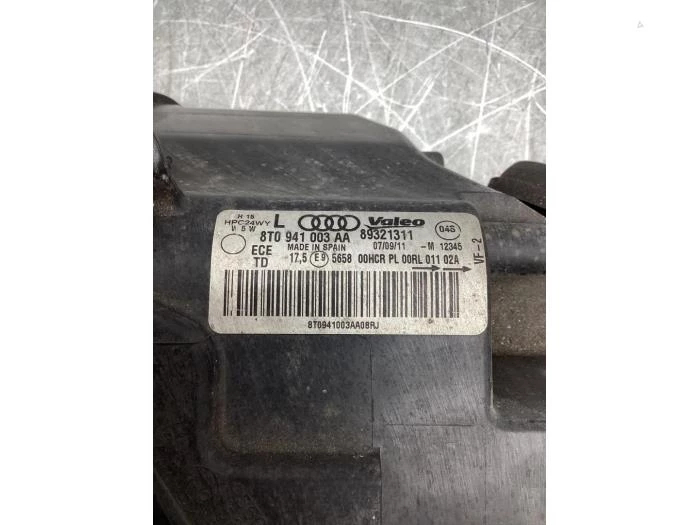 H 15
HPC24WY
W 5 W
L Valeo 04S
8T0 941 003 AA 89321311
MADE IN SPAIN 07/09/11 -M 12345
ECE
TD
17,5 E9 5658 00HCR PL 00RL 011 02A
VF-2
8T0941003AA08RJ